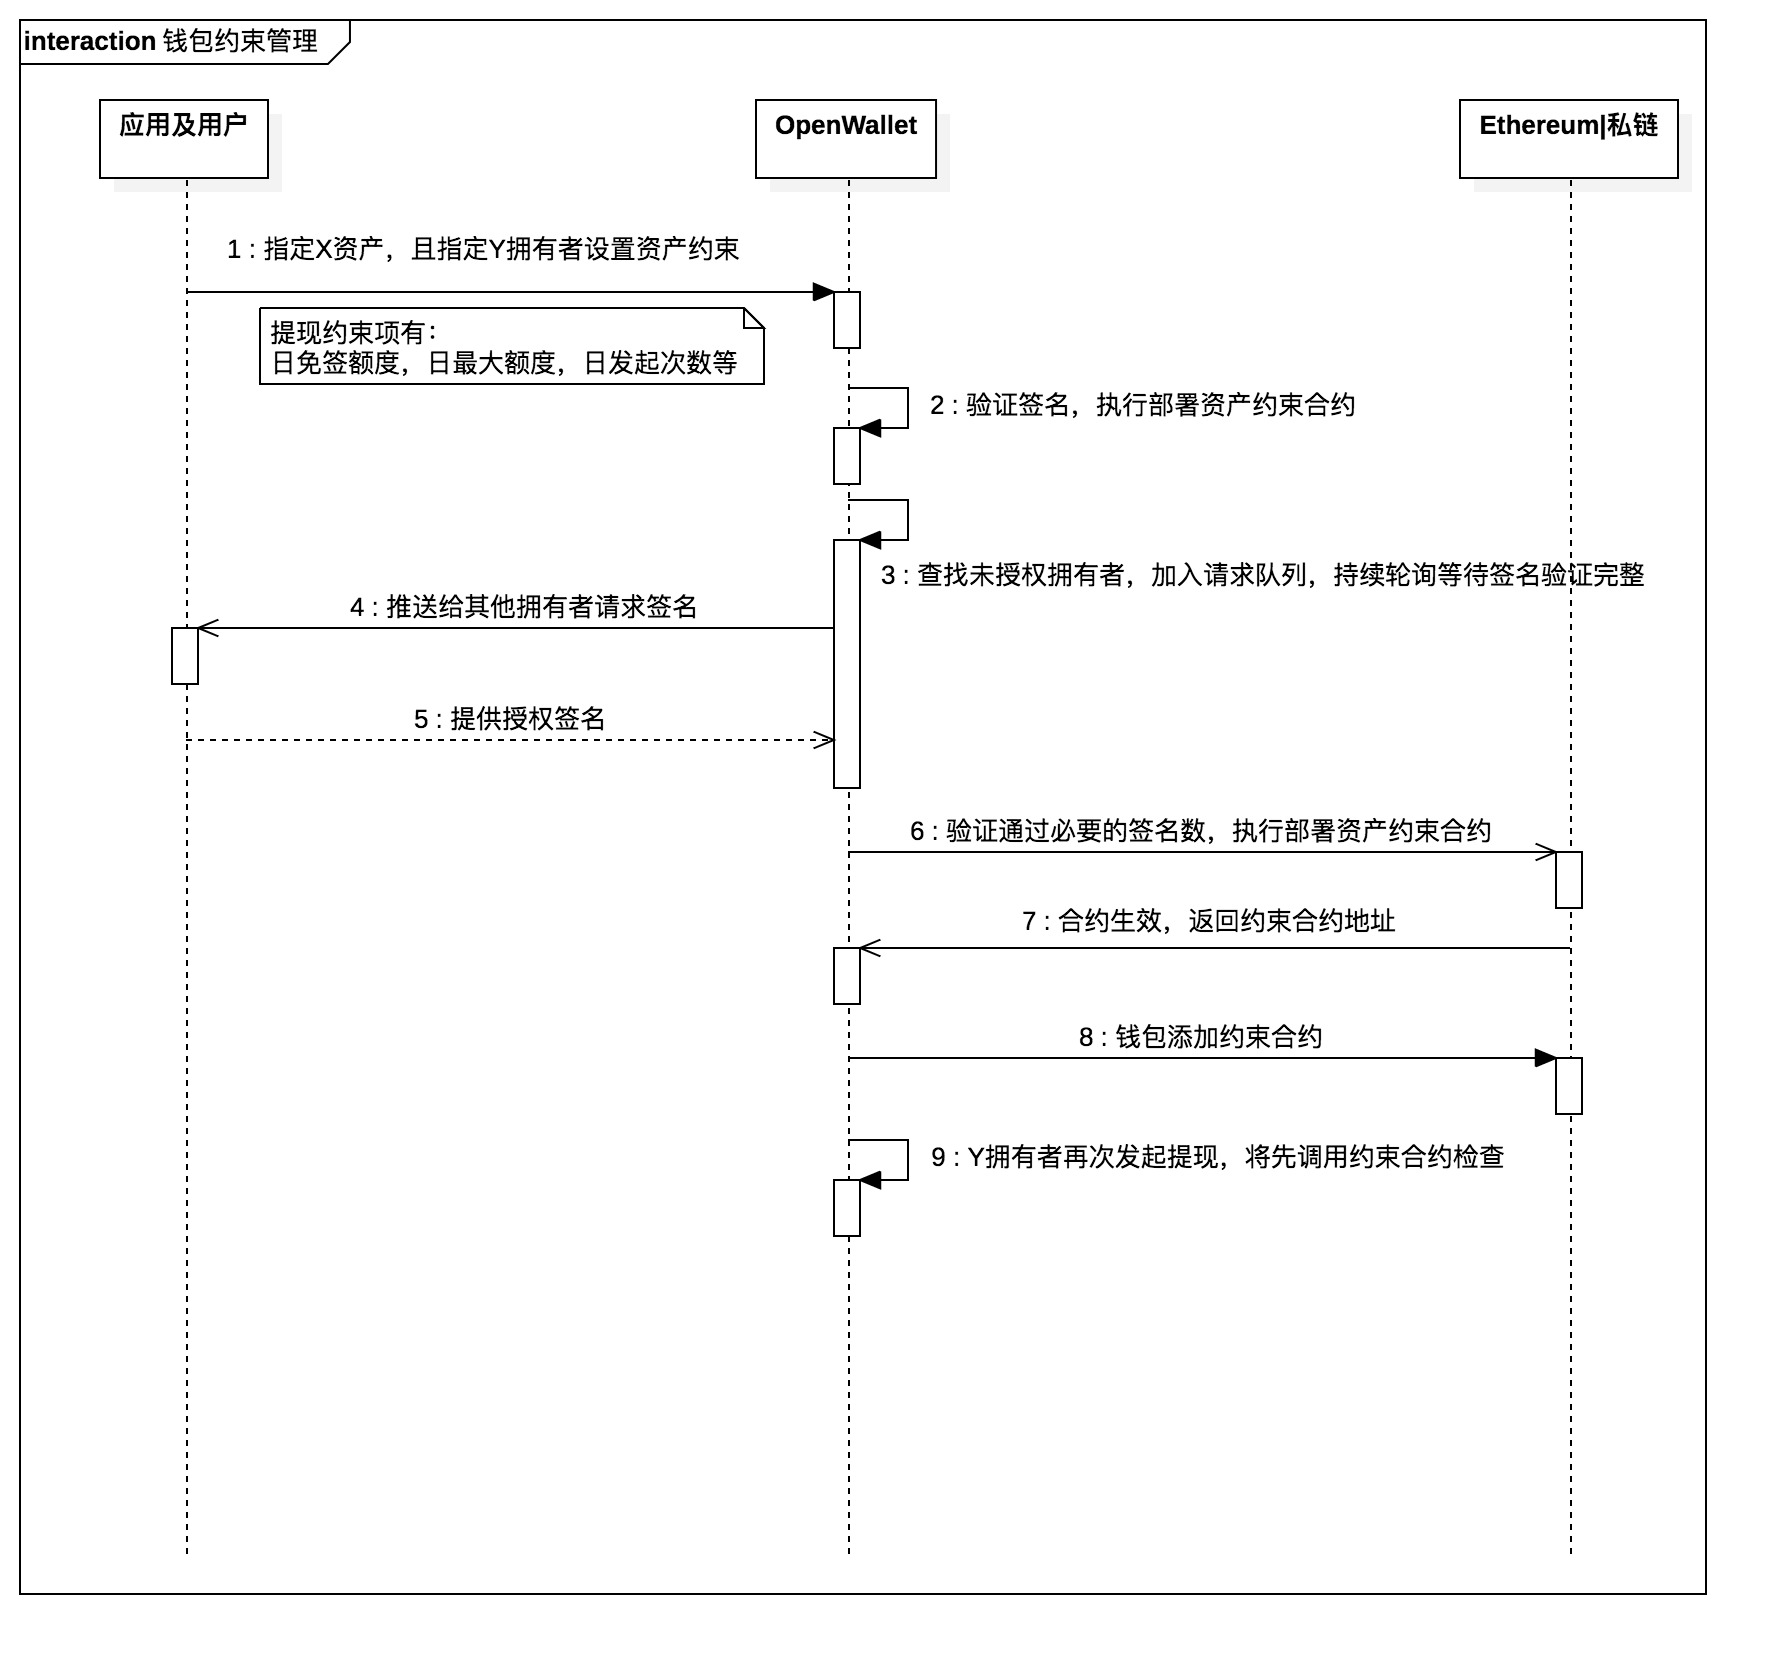 interaction 钱包约束管理
应用及用户
OpenWallet
Ethereum|私链
1 : 指定X资产，且指定Y拥有者设置资产约束
提现约束项有：
日免签额度，日最大额度，日发起次数等
2 : 验证签名，执行部署资产约束合约
3 : 查找未授权拥有者，加入请求队列，持续轮询等待签名验证完整
4 : 推送给其他拥有者请求签名
5 : 提供授权签名
6 : 验证通过必要的签名数，执行部署资产约束合约
7 : 合约生效，返回约束合约地址
8 : 钱包添加约束合约
9 : Y拥有者再次发起提现，将先调用约束合约检查